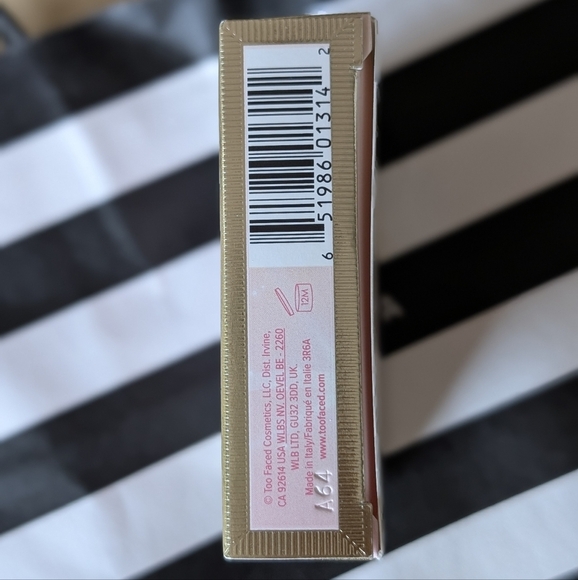 6 51986 01314 2
12M
© Too Faced Cosmetics, LLC, Dist. Irvine,
CA 92614 USA WLBS NV. OEVEL BE - 2260
WLB LTD, GU32 3DD, UK.
Made in Italy/Fabriqué en Italie 3R6A
www.toofaced.com
A64